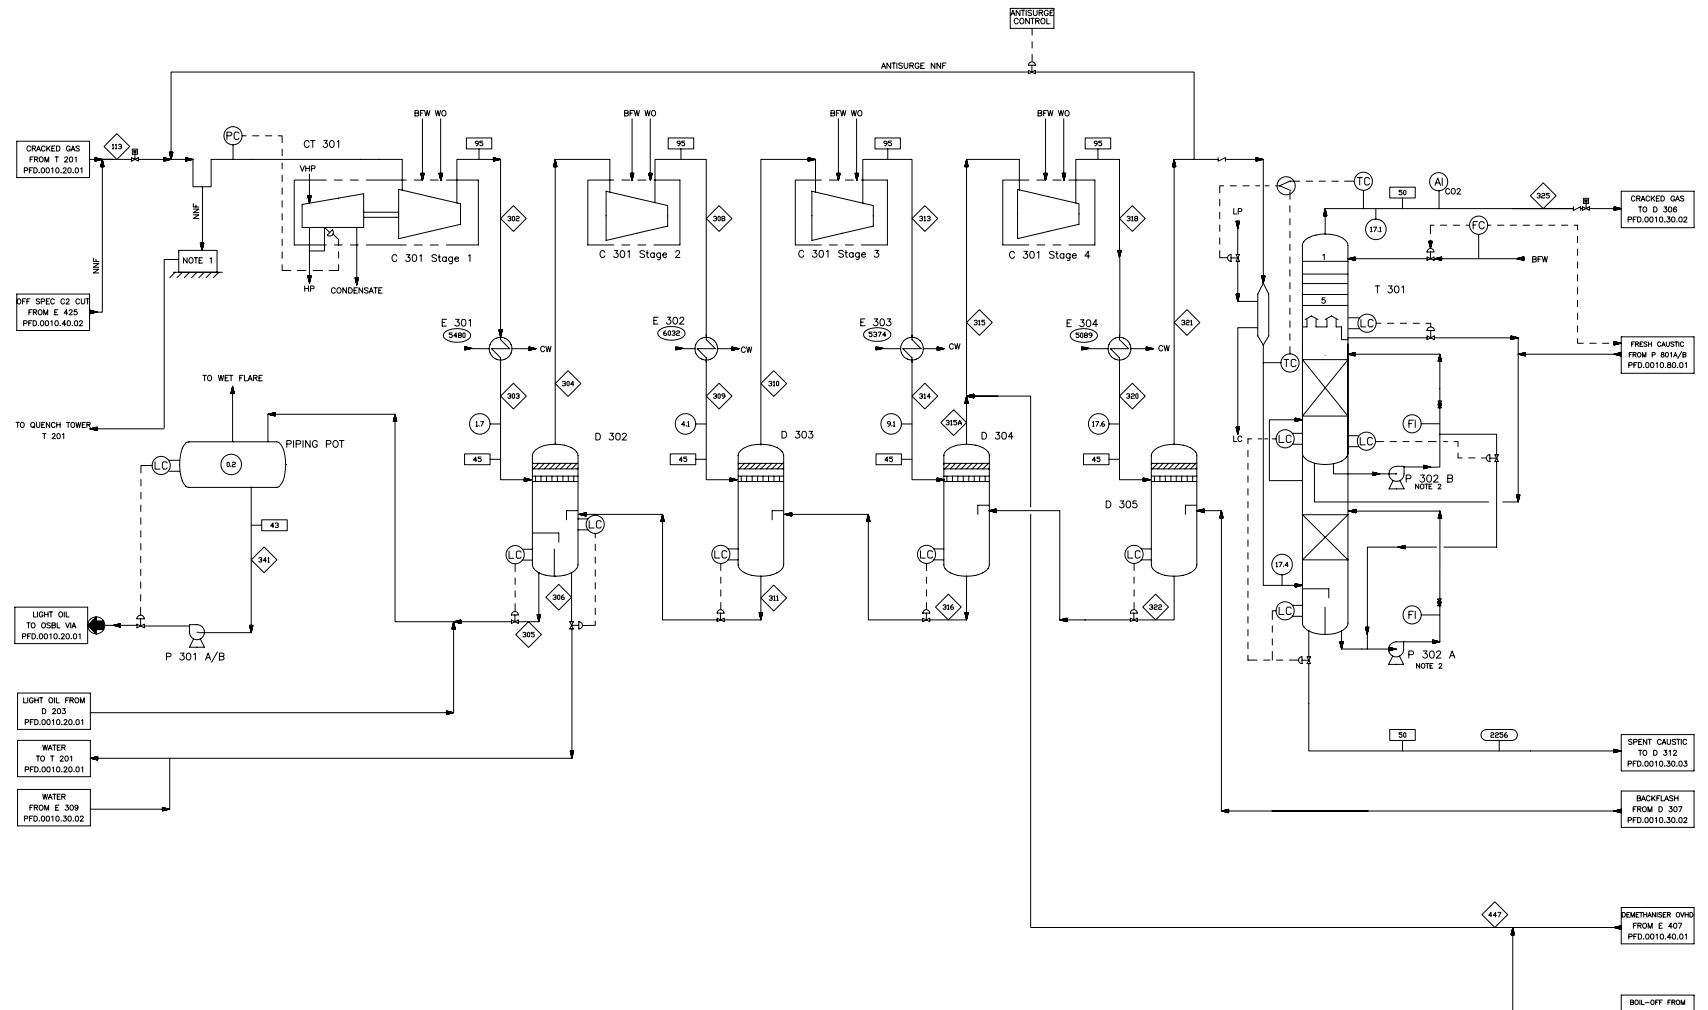 ANTISURGE
CONTROL
ANTISURGE NNF
CRACKED GAS
FROM T 201
PFD.0010.20.01
113
NNF
OFF SPEC C2 CUT
FROM E 425
PFD.0010.40.02
NNF
NOTE 1
TO QUENCH TOWER
T 201
PC
CT 301
VHP
HP
CONDENSATE
BFW WO
95
C 301 Stage 1
302
E 301
5480
CW
303
1.7
45
D 302
304
BFW WO
95
C 301 Stage 2
308
E 302
6032
CW
309
4.1
45
D 303
310
BFW WO
95
C 301 Stage 3
313
E 303
5374
CW
314
9.1
45
D 304
315
315A
BFW WO
95
C 301 Stage 4
318
E 304
5089
CW
320
17.6
45
D 305
321
TO WET FLARE
PIPING POT
0.2
LC
43
341
LIGHT OIL
TO OSBL VIA
PFD.0010.20.01
P 301 A/B
LC
LC
305
306
LC
311
LC
316
LC
322
LIGHT OIL FROM
D 203
PFD.0010.20.01
WATER
TO T 201
PFD.0010.20.01
WATER
FROM E 309
PFD.0010.30.02
LP
LC
TC
TC
17.1
50
AI
CO2
325
CRACKED GAS
TO D 306
PFD.0010.30.02
FC
BFW
T 301
1
5
LC
FRESH CAUSTIC
FROM P 801A/B
PFD.0010.80.01
FI
LC
LC
P 302 B
NOTE 2
17.4
LC
FI
P 302 A
NOTE 2
50
2256
SPENT CAUSTIC
TO D 312
PFD.0010.30.03
BACKFLASH
FROM D 307
PFD.0010.30.02
447
DEMETHANISER OVHD
FROM E 407
PFD.0010.40.01
BOIL-OFF FROM